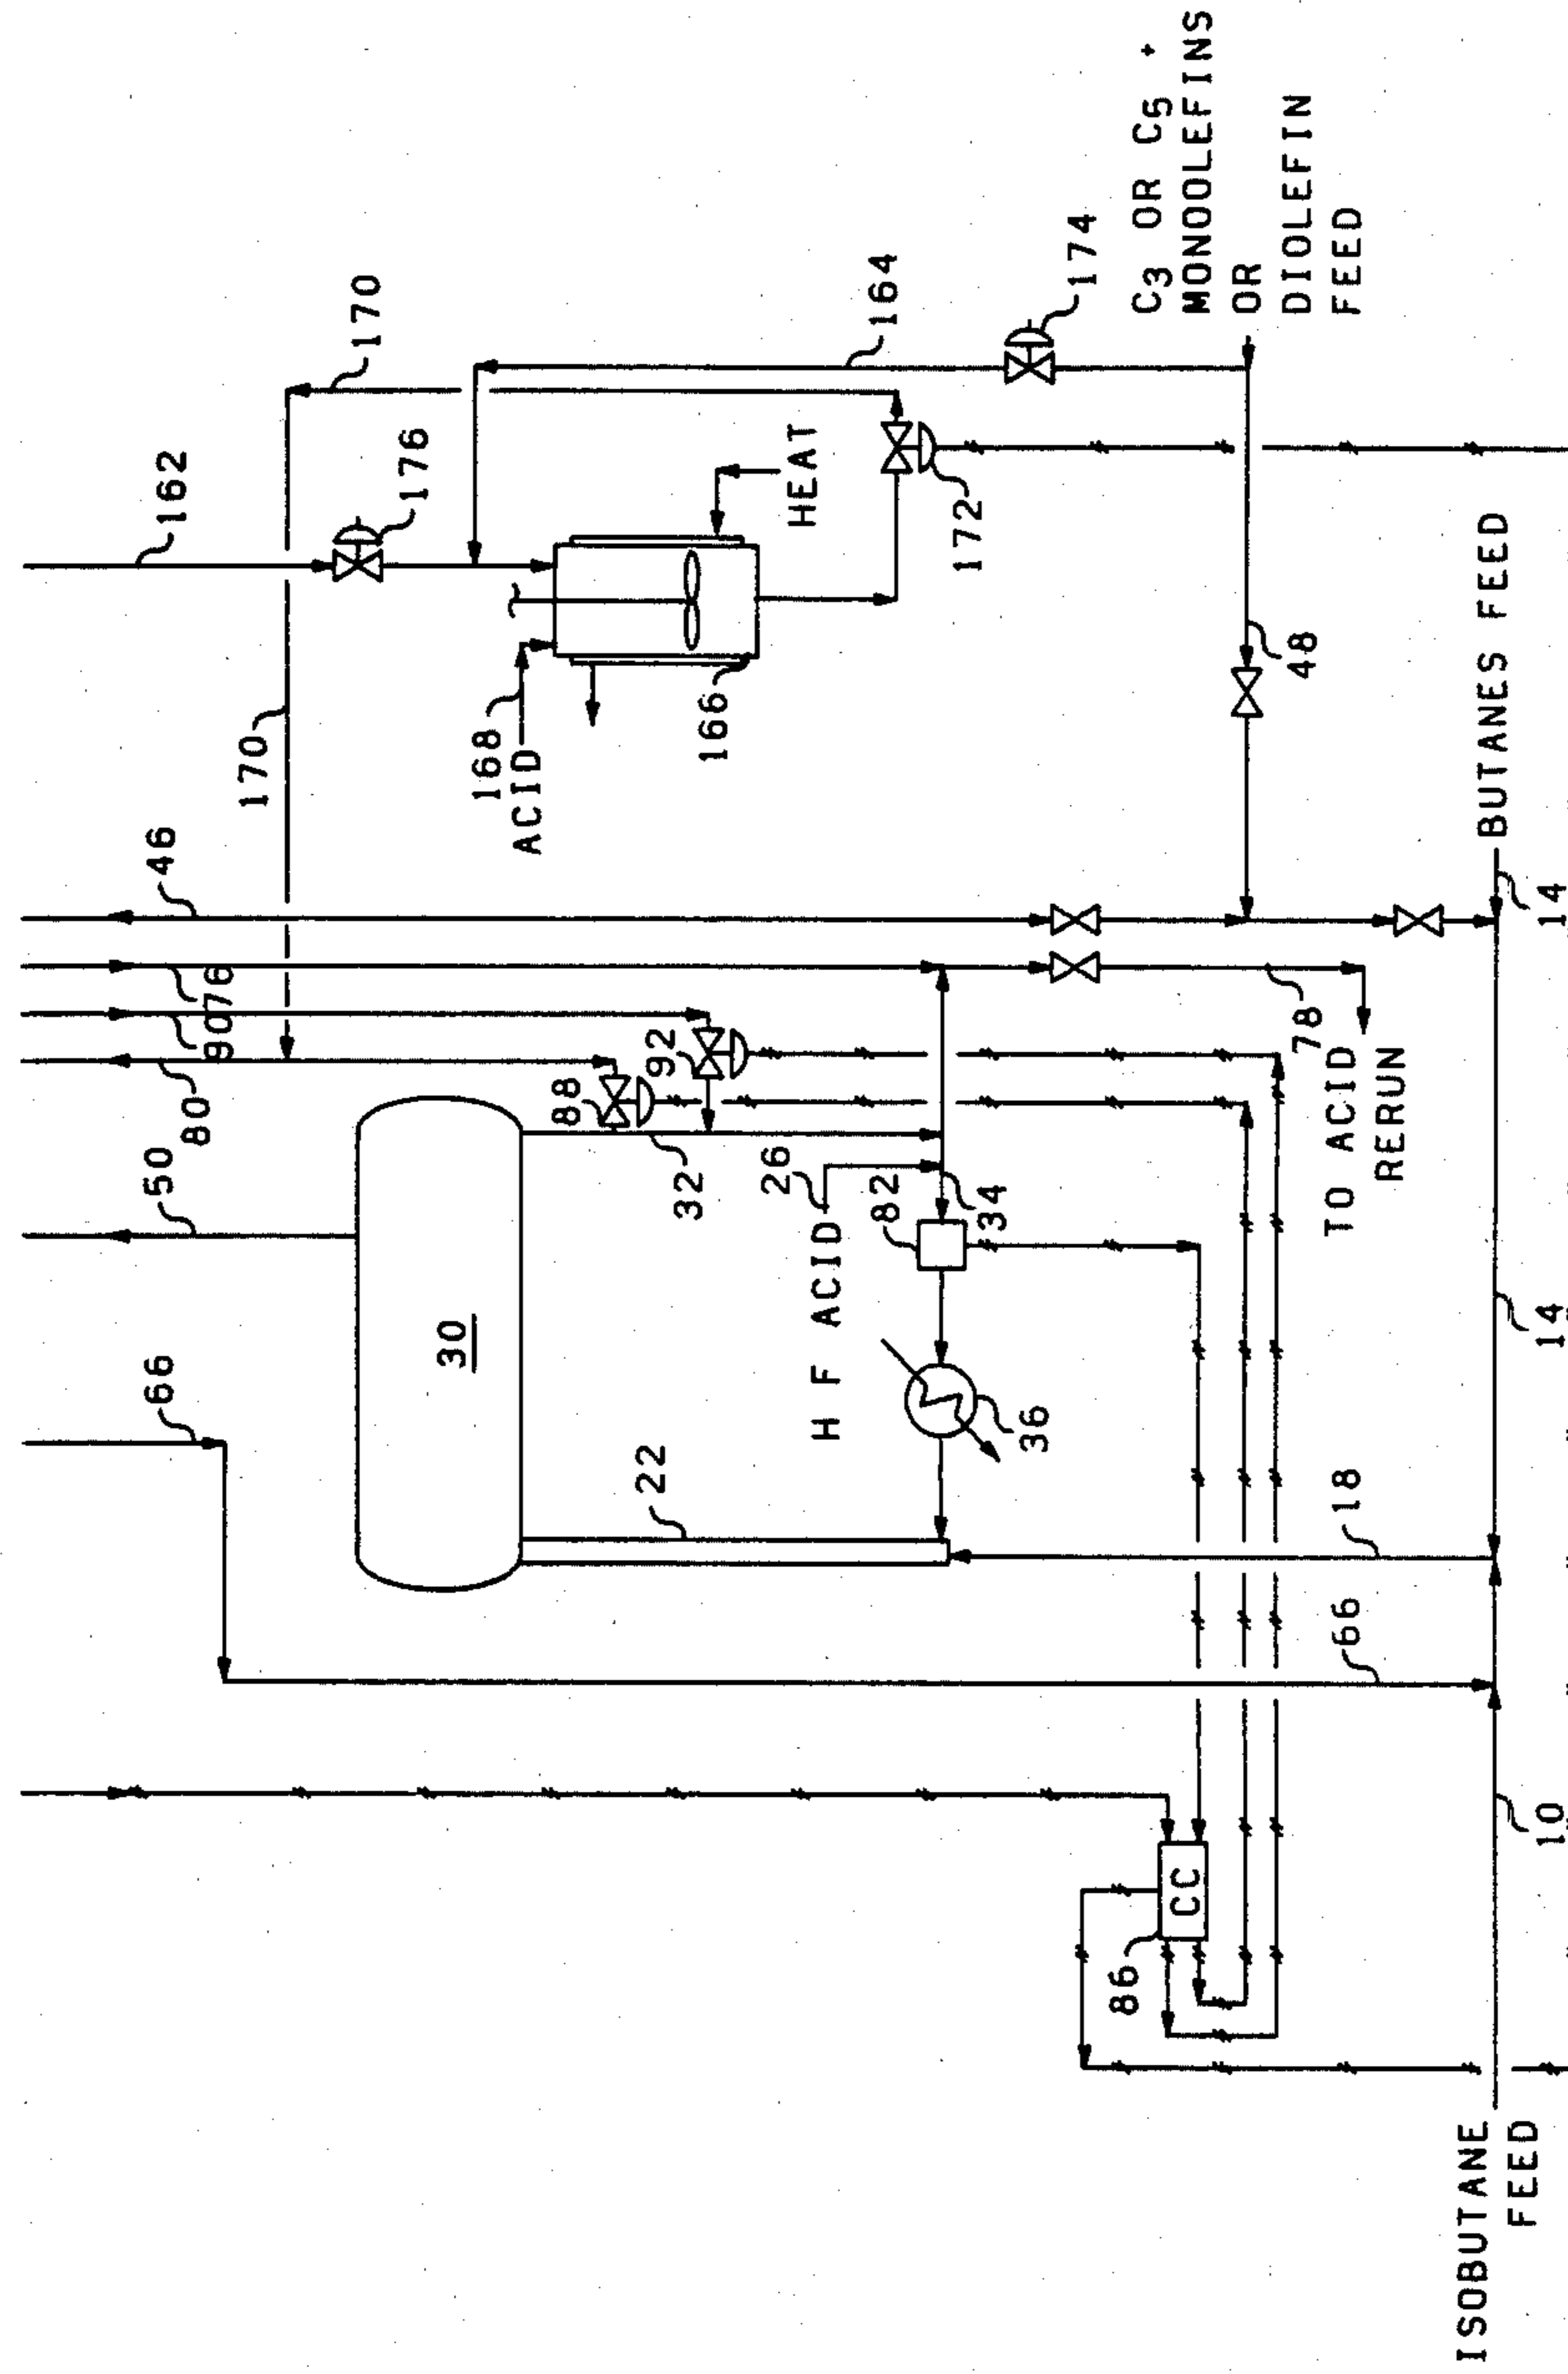 170
162
176
170
164
174
C3 OR C5 +
MONOOLEFINS
OR
DIOLEFIN
FEED
HEAT
172
168
ACID
166
48
46
76
90
80
88
92
50
32
26
82
34
H F ACID
78
TO ACID
RERUN
BUTANES FEED
14
14
66
30
22
36
18
66
86
CC
10
ISOBUTANE
FEED